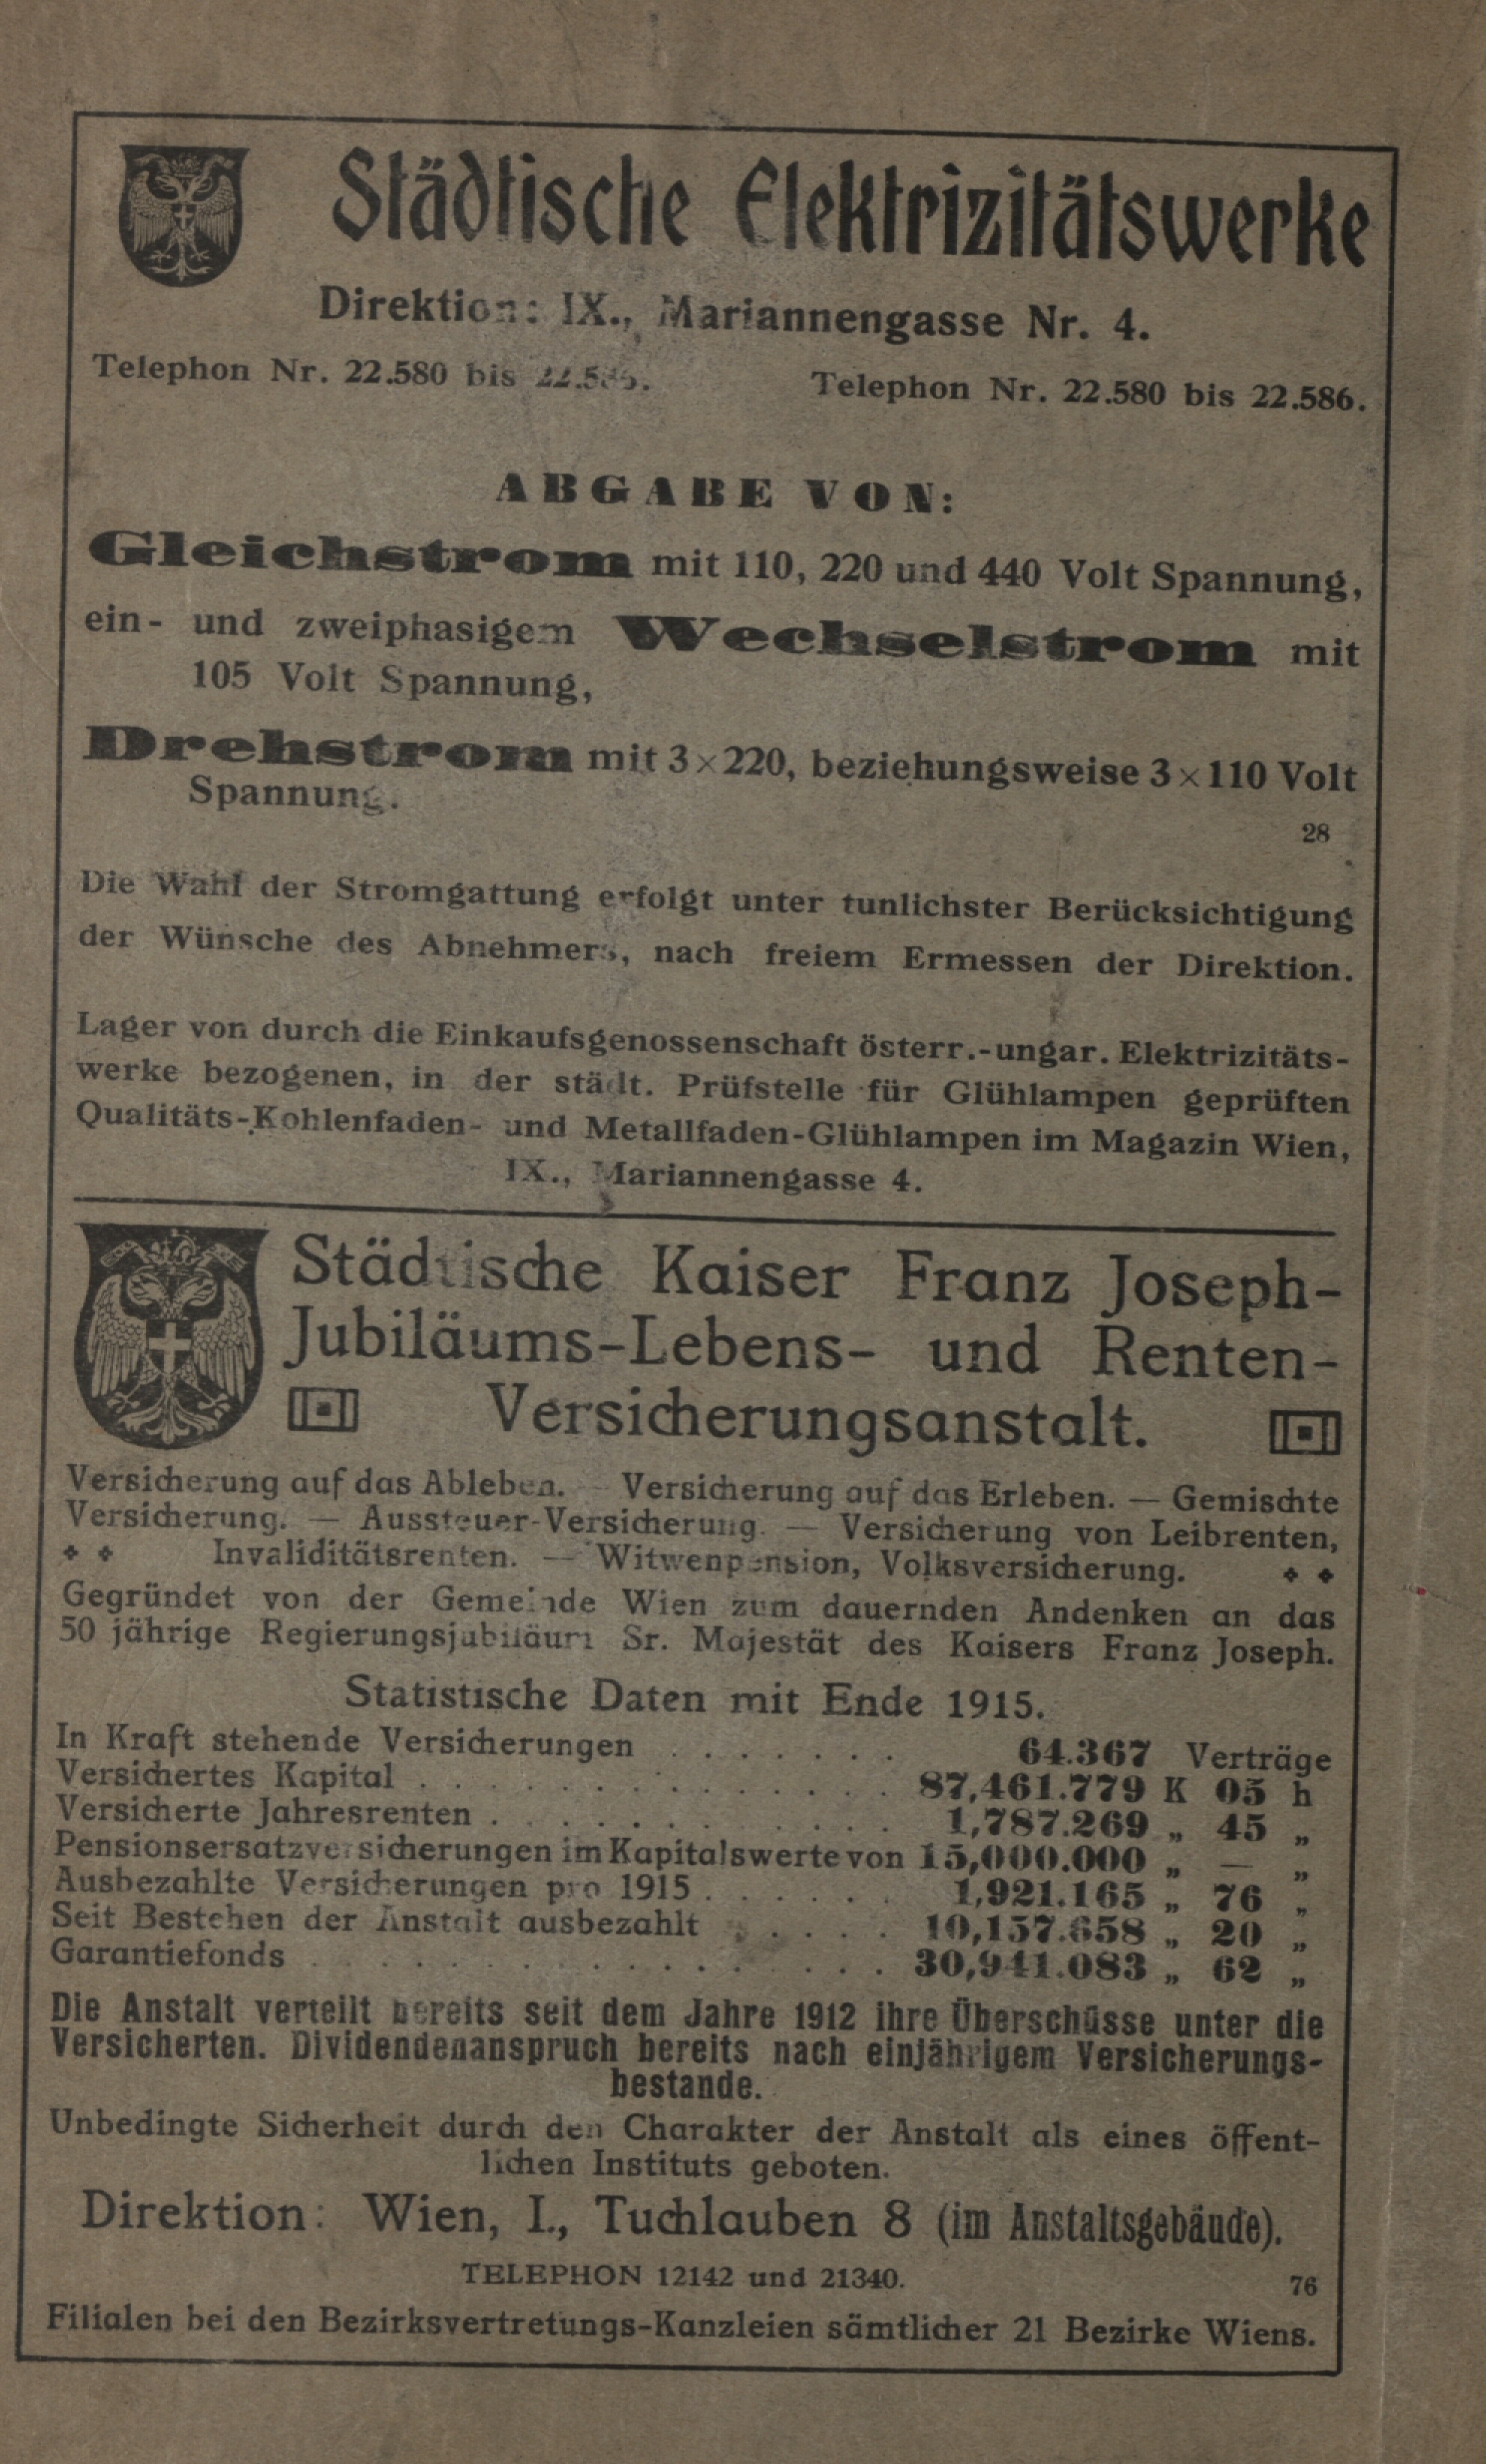 Städtische Elektrizitätswerke
Direktion: IX., Mariannengasse Nr. 4.
Telephon Nr. 22.580 bis Telephon Nr. 22.580 bis 22.586.
ABGABE VON:
Gleichstrom mit 110, 220 und 440 Volt Spannung,
ein- und zweiphasigem Wechselstrom mit
105 Volt Spannung,
Drehstrom mit 3×220, beziehungsweise 3×110 Volt
Spannung.
28
Die Wahl der Stromgattung erfolgt unter tunlichster Berücksichtigung
der Wünsche des Abnehmers, nach freiem Ermessen der Direktion.
Lager von durch die Einkaufsgenossenschaft österr.-ungar. Elektrizitäts-
werke bezogenen, in der städt. Prüfstelle für Glühlampen geprüften
Qualitäts-Kohlenfaden- und Metallfaden-Glühlampen im Magazin Wien,
IX., Mariannengasse 4.
Städtische Kaiser Franz Joseph-
Jubiläums-Lebens- und Renten-
Versicherungsanstalt.
Versicherung auf das Ableben. — Versicherung auf das Erleben. — Gemischte
Versicherung. — Aussteuer-Versicherung. — Versicherung von Leibrenten,
Invaliditätsrenten. — Witwenpension, Volksversicherung.
Gegründet von der Gemeinde Wien zum dauernden Andenken an das
50 jährige Regierungsjubiläum Sr. Majestät des Kaisers Franz Joseph.
Statistische Daten mit Ende 1915.
In Kraft stehende Versicherungen . . . . . . . 64.367 Verträge
Versichertes Kapital . . . . . . . . . . . . . . 87,461.779 K 05 h
Versicherte Jahresrenten . . . . . . . . . . . . 1,787.269 „ 45 „
Pensionsersatzversicherungen im Kapitalswerte von 15,000.000 „ — „
Ausbezahlte Versicherungen pro 1915 . . . . . . 1,921.165 „ 76 „
Seit Bestehen der Anstalt ausbezahlt . . . . . 10,157.658 „ 20 „
Garantiefonds . . . . . . . . . . . . . . . . . 30,941.083 „ 62 „
Die Anstalt verteilt bereits seit dem Jahre 1912 ihre Überschüsse unter die
Versicherten. Dividendenanspruch bereits nach einjährigem Versicherungs-
bestande.
Unbedingte Sicherheit durch den Charakter der Anstalt als eines öffent-
lichen Instituts geboten.
Direktion: Wien, I., Tuchlauben 8 (im Anstaltsgebäude).
TELEPHON 12142 und 21340.
76
Filialen bei den Bezirksvertretungs-Kanzleien sämtlicher 21 Bezirke Wiens.